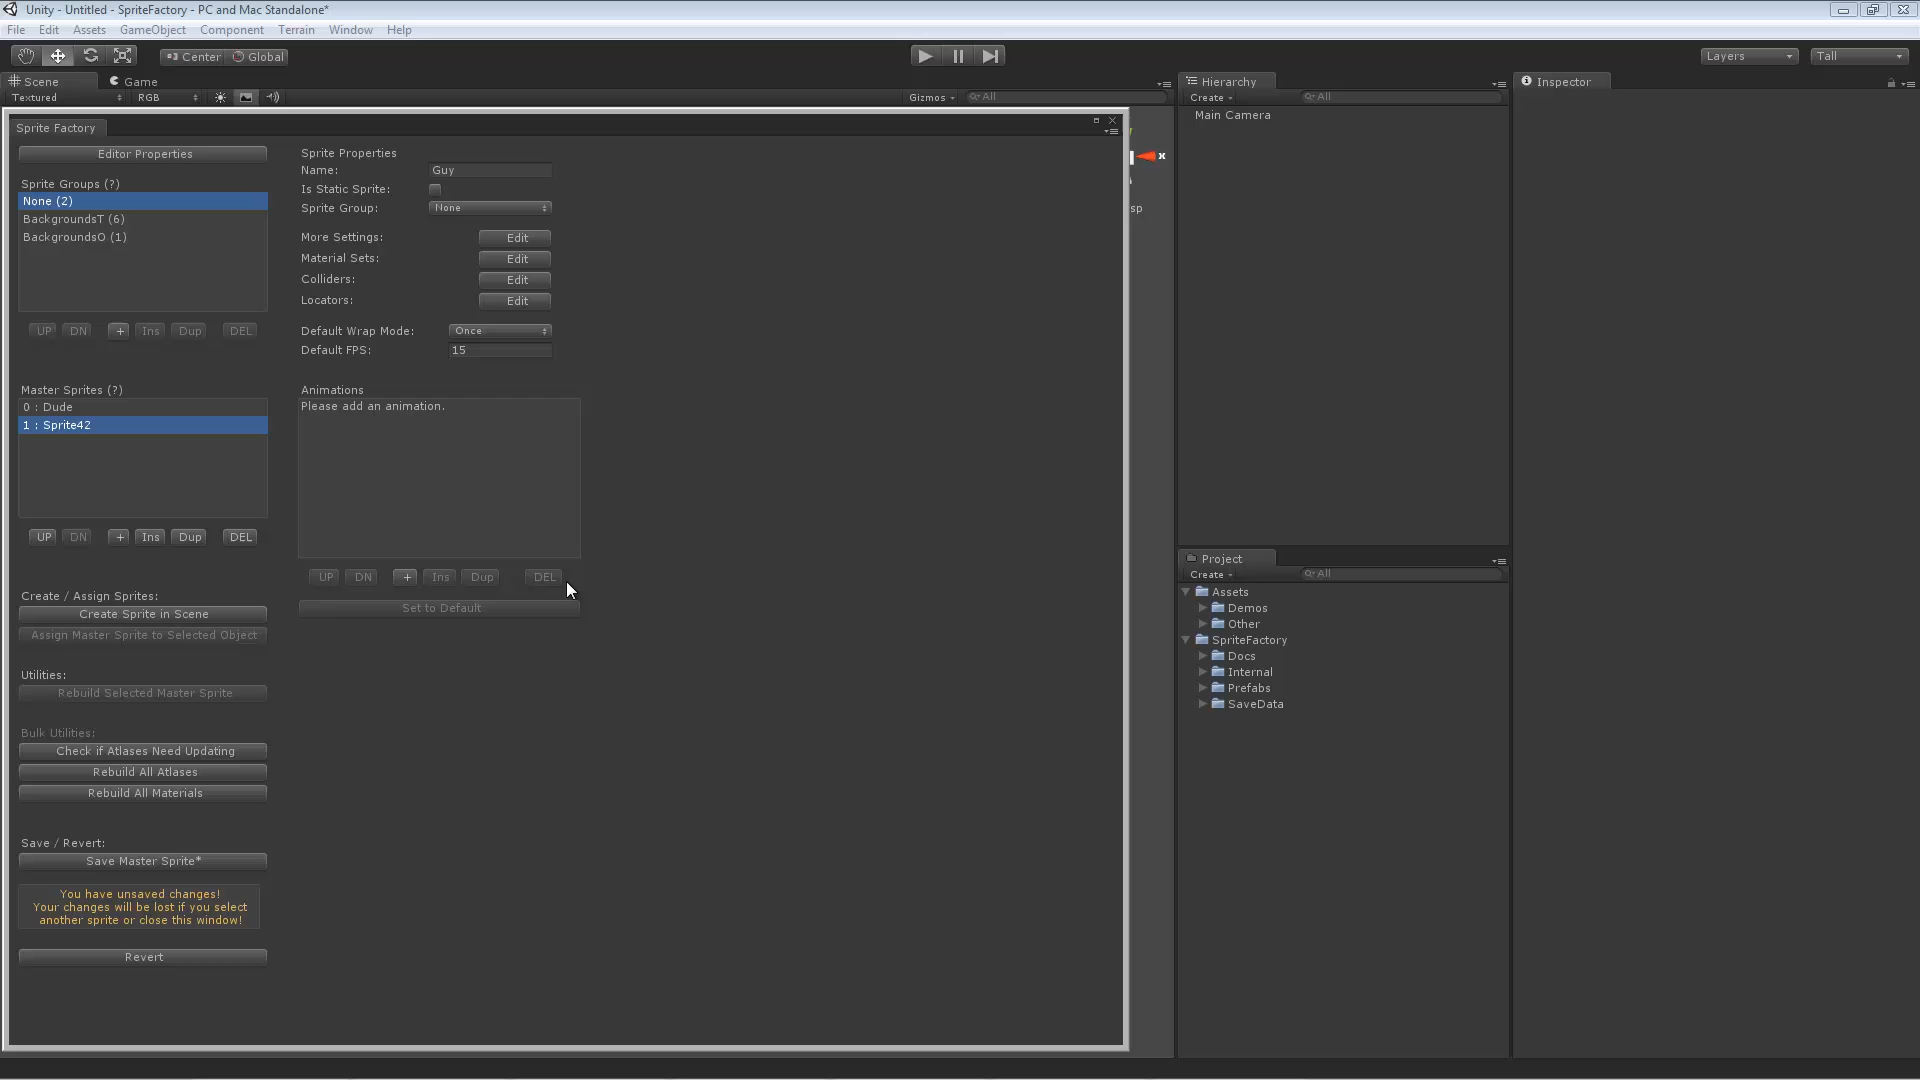 Unity - Untitled - SpriteFactory - PC and Mac Standalone*
File Edit Assets GameObject Component Terrain Window Help
Center Global
Layers
Tall
Scene
Game
Textured
RGB
Gizmos
All
Sprite Factory
Editor Properties
Sprite Groups (?)
None (2)
BackgroundsT (6)
BackgroundsO (1)
UP DN + Ins Dup DEL
Master Sprites (?)
0 : Dude
1 : Sprite42
UP DN + Ins Dup DEL
Create / Assign Sprites:
Create Sprite in Scene
Assign Master Sprite to Selected Object
Utilities:
Rebuild Selected Master Sprite
Bulk Utilities:
Check if Atlases Need Updating
Rebuild All Atlases
Rebuild All Materials
Save / Revert:
Save Master Sprite*
You have unsaved changes!
Your changes will be lost if you select
another sprite or close this window!
Revert
Sprite Properties
Name: Guy
Is Static Sprite:
Sprite Group: None
More Settings: Edit
Material Sets: Edit
Colliders: Edit
Locators: Edit
Default Wrap Mode: Once
Default FPS: 15
Animations
Please add an animation.
UP DN + Ins Dup DEL
Set to Default
x
sp
Hierarchy
Create
All
Main Camera
Project
Create
All
Assets
Demos
Other
SpriteFactory
Docs
Internal
Prefabs
SaveData
Inspector